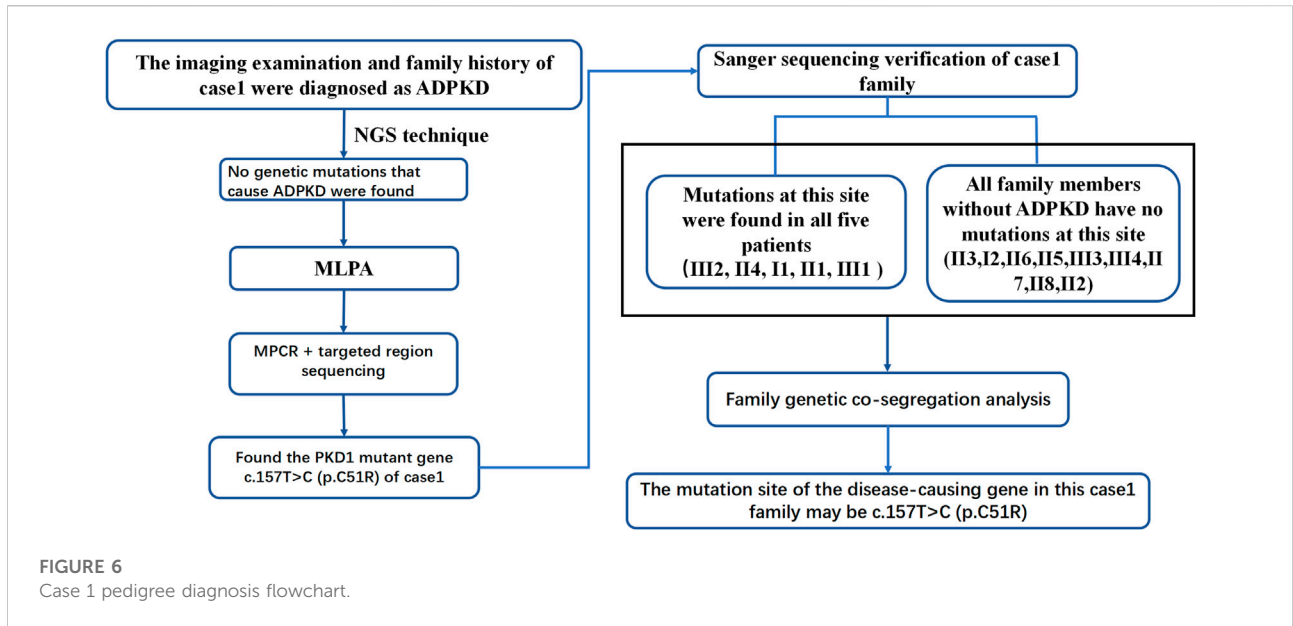 The imaging examination and family history of
case1 were diagnosed as ADPKD
NGS technique
No genetic mutations that
cause ADPKD were found
MLPA
MPCR + targeted region
sequencing
Found the PKD1 mutant gene
c.157T>C (p.C51R) of case1
Sanger sequencing verification of case1
family
Mutations at this site
were found in all five
patients
(III2, II4, I1, II1, III1 )
All family members
without ADPKD have no
mutations at this site
(II3,I2,II6,II5,III3,III4,II
7,II8,II2)
Family genetic co-segregation analysis
The mutation site of the disease-causing gene in this case1
family may be c.157T>C (p.C51R)
FIGURE 6
Case 1 pedigree diagnosis flowchart.